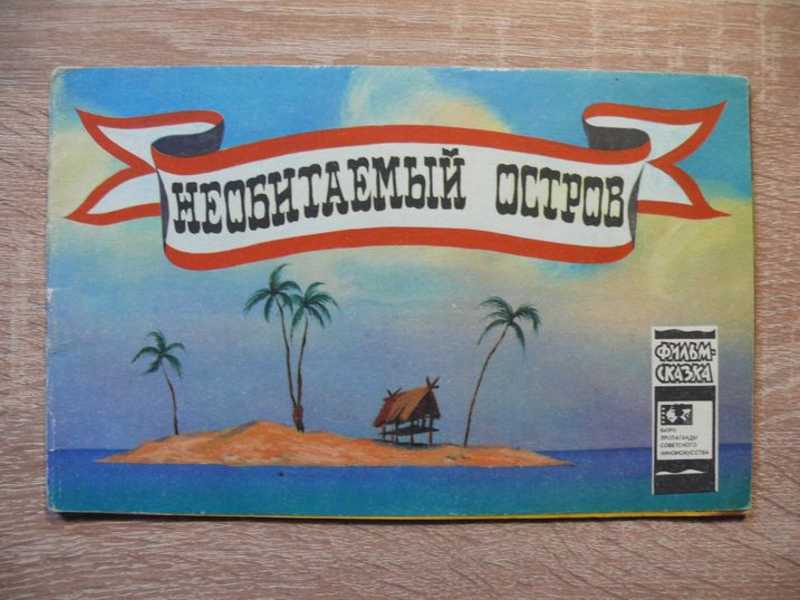 НЕОБИТАЕМЫЙ ОСТРОВ
ФИЛЬМ-
СКАЗКА
БЮРО
ПРОПАГАНДЫ
СОВЕТСКОГО
КИНОИСКУССТВА